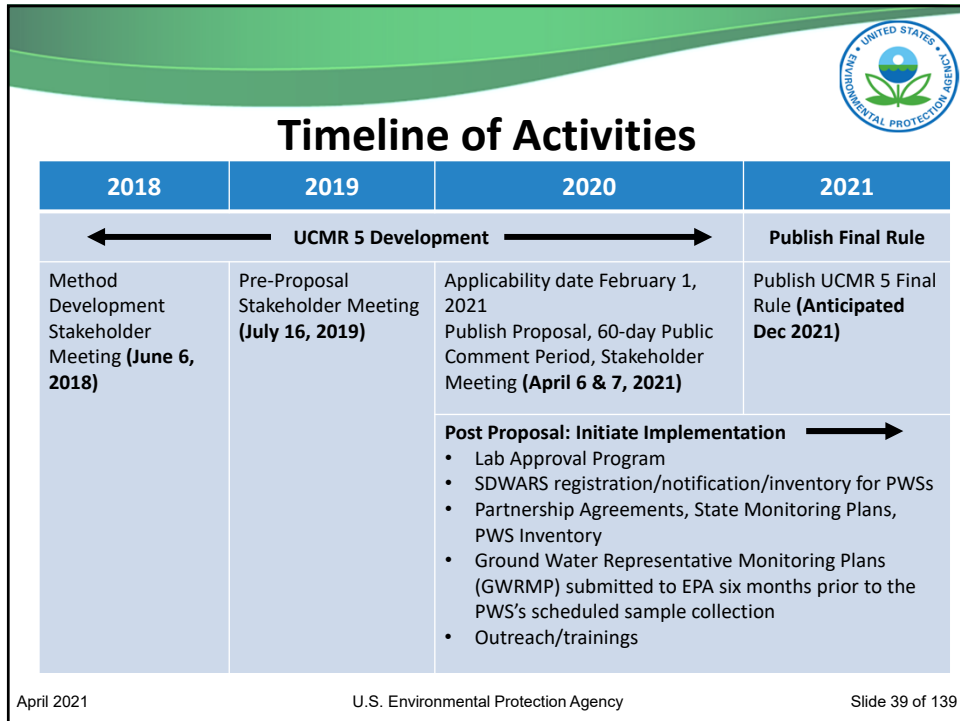 UNITED STATES
ENVIRONMENTAL PROTECTION AGENCY
Timeline of Activities
2018
2019
2020
2021
UCMR 5 Development
Publish Final Rule
Method
Development
Stakeholder
Meeting (June 6,
2018)
Pre-Proposal
Stakeholder Meeting
(July 16, 2019)
Applicability date February 1,
2021
Publish Proposal, 60-day Public
Comment Period, Stakeholder
Meeting (April 6 & 7, 2021)
Publish UCMR 5 Final
Rule (Anticipated
Dec 2021)
Post Proposal: Initiate Implementation
• Lab Approval Program
• SDWARS registration/notification/inventory for PWSs
• Partnership Agreements, State Monitoring Plans,
PWS Inventory
• Ground Water Representative Monitoring Plans
(GWRMP) submitted to EPA six months prior to the
PWS’s scheduled sample collection
• Outreach/trainings
April 2021
U.S. Environmental Protection Agency
Slide 39 of 139